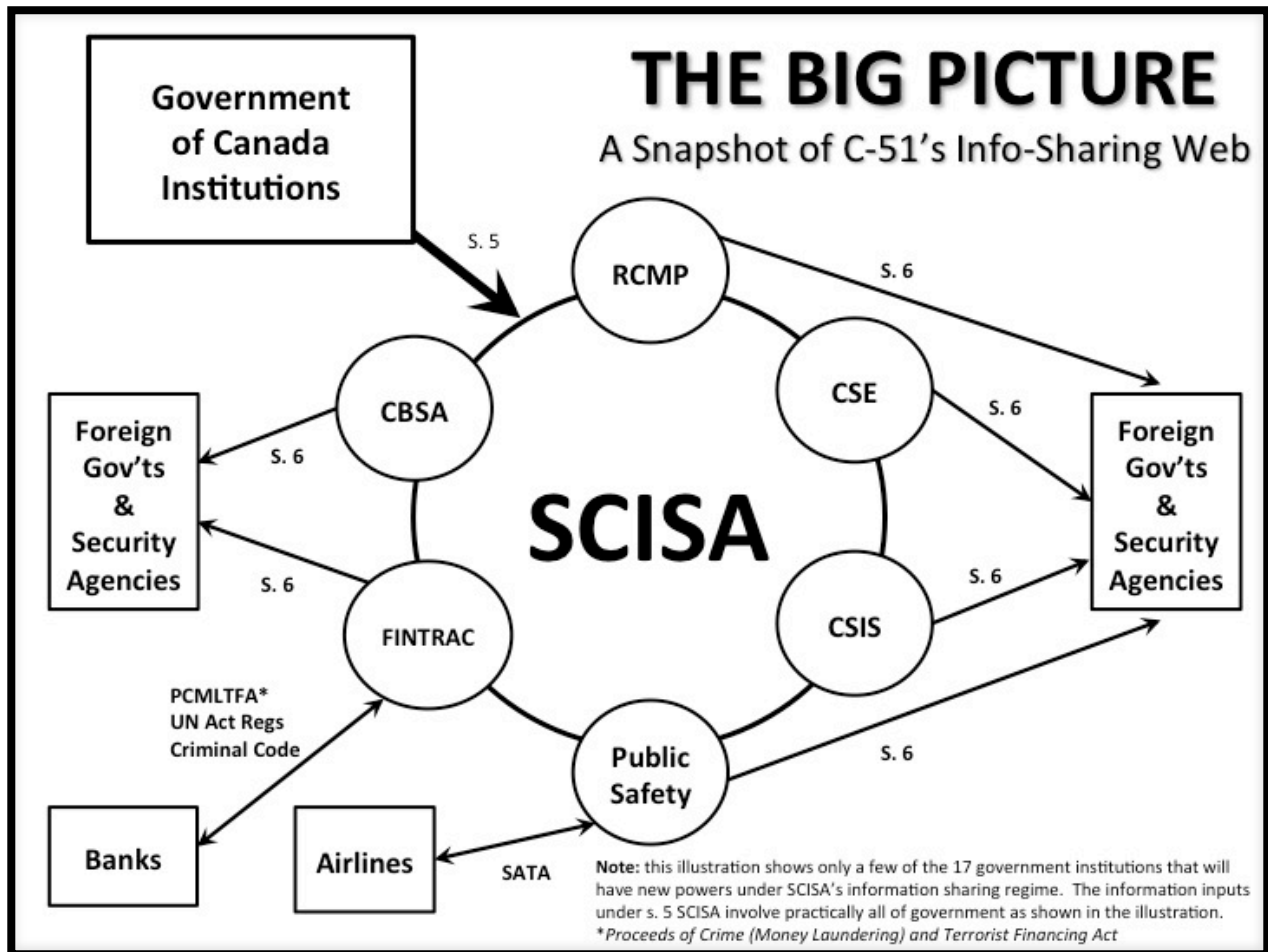 THE BIG PICTURE
A Snapshot of C-51's Info-Sharing Web
Government
of Canada
Institutions
S. 5
RCMP
S. 6
CBSA
CSE
S. 6
S. 6
Foreign
Gov'ts
&
Security
Agencies
Foreign
Gov'ts
&
Security
Agencies
SCISA
S. 6
S. 6
FINTRAC
CSIS
PCMLTFA*
UN Act Regs
Criminal Code
Public
Safety
S. 6
Banks
Airlines
SATA
Note: this illustration shows only a few of the 17 government institutions that will
have new powers under SCISA's information sharing regime. The information inputs
under s. 5 SCISA involve practically all of government as shown in the illustration.
*Proceeds of Crime (Money Laundering) and Terrorist Financing Act